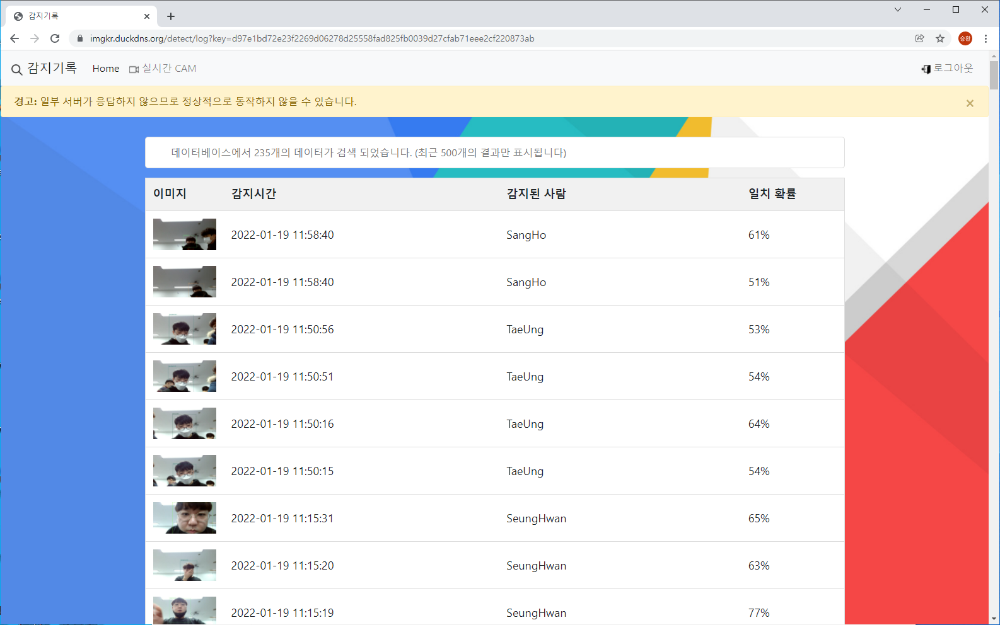 감지기록
imgkr.duckdns.org/detect/log?key=d97e1bd72e23f2269d06278d25558fad825fb0039d27cfab71eee2cf220873ab
승환
감지기록 Home 실시간 CAM 로그아웃
경고: 일부 서버가 응답하지 않으므로 정상적으로 동작하지 않을 수 있습니다.
데이터베이스에서 235개의 데이터가 검색 되었습니다. (최근 500개의 결과만 표시됩니다)
이미지 감지시간 감지된 사람 일치 확률
2022-01-19 11:58:40 SangHo 61%
2022-01-19 11:58:40 SangHo 51%
2022-01-19 11:50:56 TaeUng 53%
2022-01-19 11:50:51 TaeUng 54%
2022-01-19 11:50:16 TaeUng 64%
2022-01-19 11:50:15 TaeUng 54%
2022-01-19 11:15:31 SeungHwan 65%
2022-01-19 11:15:20 SeungHwan 63%
2022-01-19 11:15:19 SeungHwan 77%